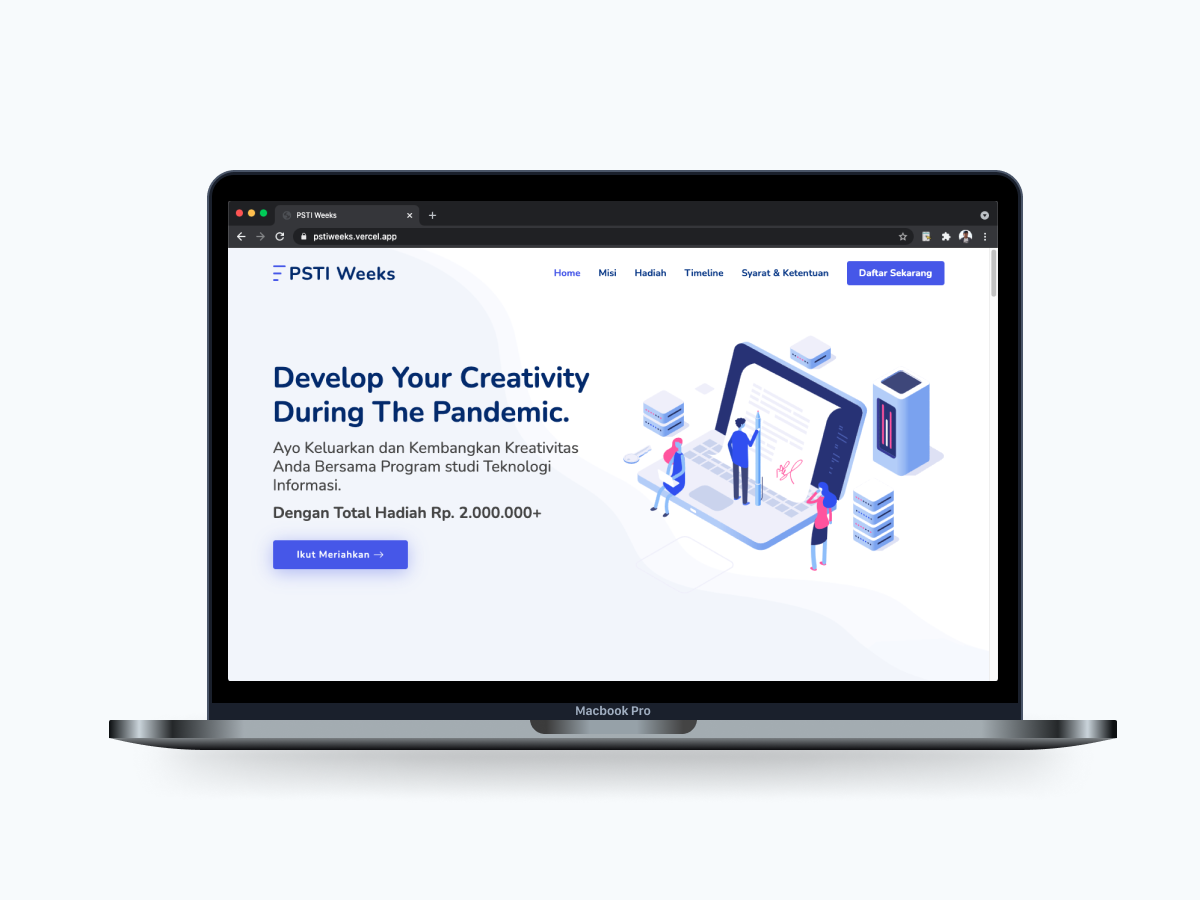 PSTI Weeks
pstiweeks.vercel.app
PSTI Weeks
Home Misi Hadiah Timeline Syarat & Ketentuan Daftar Sekarang
Develop Your Creativity
During The Pandemic.
Ayo Keluarkan dan Kembangkan Kreativitas
Anda Bersama Program studi Teknologi
Informasi.
Dengan Total Hadiah Rp. 2.000.000+
Ikut Meriahkan →
Macbook Pro